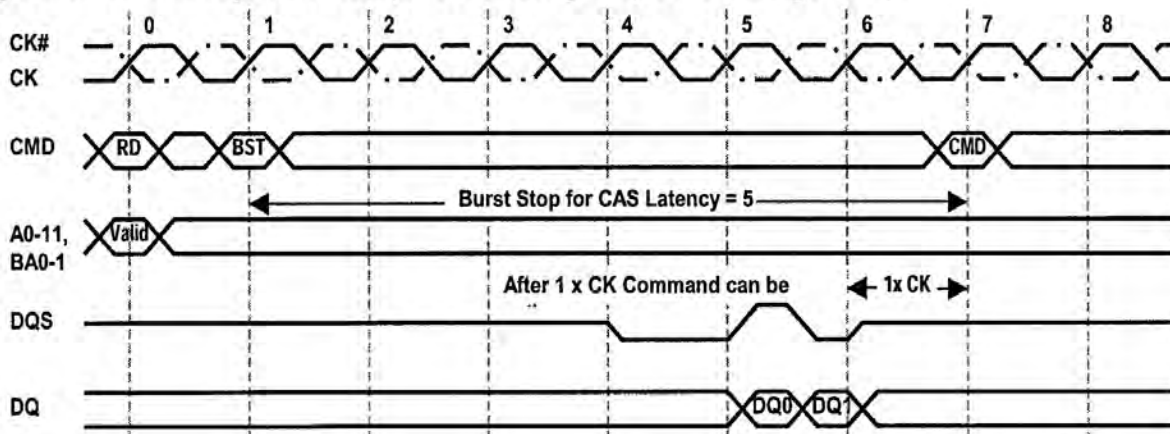 0 1 2 3 4 5 6 7 8
CK#
CK
CMD RD BST CMD
Burst Stop for CAS Latency = 5
A0-11, Valid
BA0-1
After 1 x CK Command can be 1x CK
DQS
DQ DQ0 DQ1